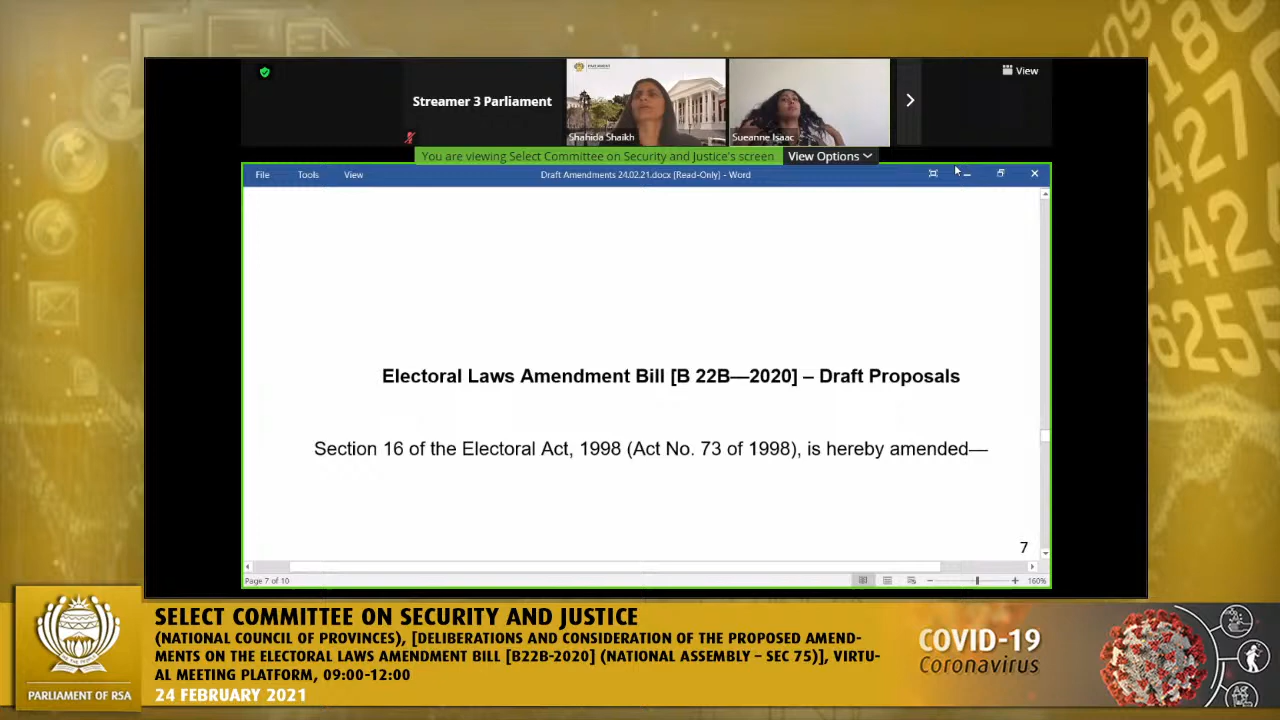 View
Streamer 3 Parliament
PARLIAMENT
Shahida Shaikh
Sueanne Isaac
You are viewing Select Committee on Security and Justice's screen
View Options
File Tools View
Draft Amendments 24.02.21.docx [Read-Only] - Word
Electoral Laws Amendment Bill [B 22B—2020] – Draft Proposals
Section 16 of the Electoral Act, 1998 (Act No. 73 of 1998), is hereby amended—
7
Page 7 of 10
160%
SELECT COMMITTEE ON SECURITY AND JUSTICE
(NATIONAL COUNCIL OF PROVINCES), [DELIBERATIONS AND CONSIDERATION OF THE PROPOSED AMEND-
MENTS ON THE ELECTORAL LAWS AMENDMENT BILL [B22B-2020] (NATIONAL ASSEMBLY – SEC 75)], VIRTU-
AL MEETING PLATFORM, 09:00-12:00
24 FEBRUARY 2021
PARLIAMENT OF RSA
COVID-19
Coronavirus